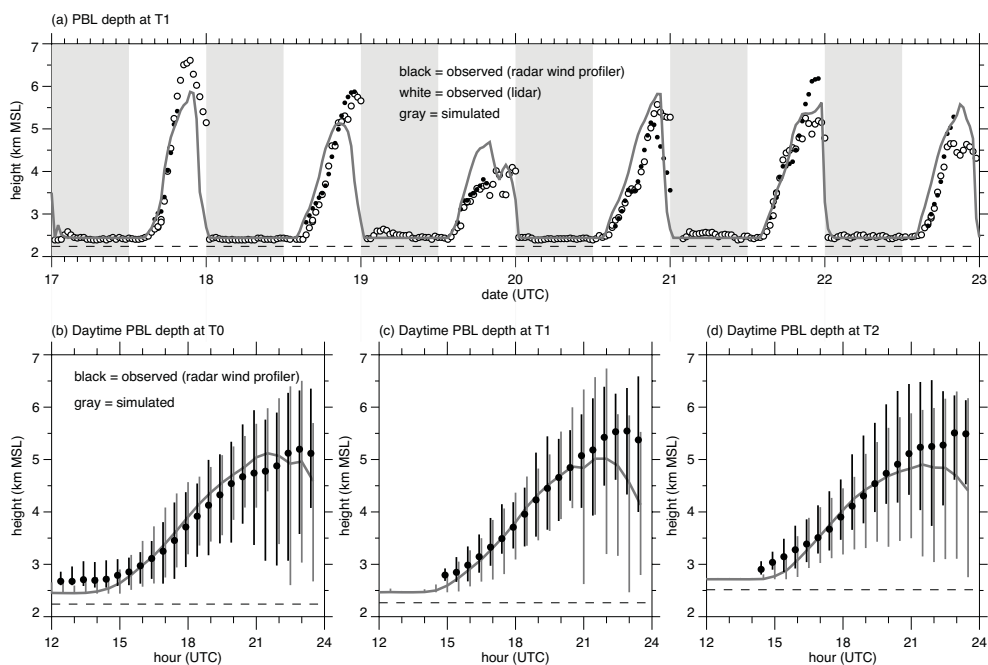 (a) PBL depth at T1
7
6
5
4
3
2
height (km MSL)
black = observed (radar wind profiler)
white = observed (lidar)
gray = simulated
17
18
19
20
21
22
23
date (UTC)
(b) Daytime PBL depth at T0
7
6
5
4
3
2
height (km MSL)
black = observed (radar wind profiler)
gray = simulated
12
15
18
21
24
hour (UTC)
(c) Daytime PBL depth at T1
7
6
5
4
3
2
height (km MSL)
12
15
18
21
24
hour (UTC)
(d) Daytime PBL depth at T2
7
6
5
4
3
2
height (km MSL)
12
15
18
21
24
hour (UTC)